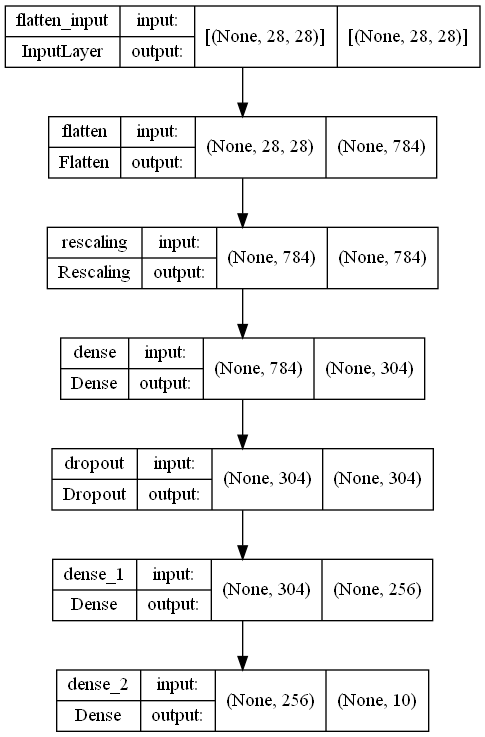 flatten_input input: [(None, 28, 28)] [(None, 28, 28)]
InputLayer output:
flatten input: (None, 28, 28) (None, 784)
Flatten output:
rescaling input: (None, 784) (None, 784)
Rescaling output:
dense input: (None, 784) (None, 304)
Dense output:
dropout input: (None, 304) (None, 304)
Dropout output:
dense_1 input: (None, 304) (None, 256)
Dense output:
dense_2 input: (None, 256) (None, 10)
Dense output: